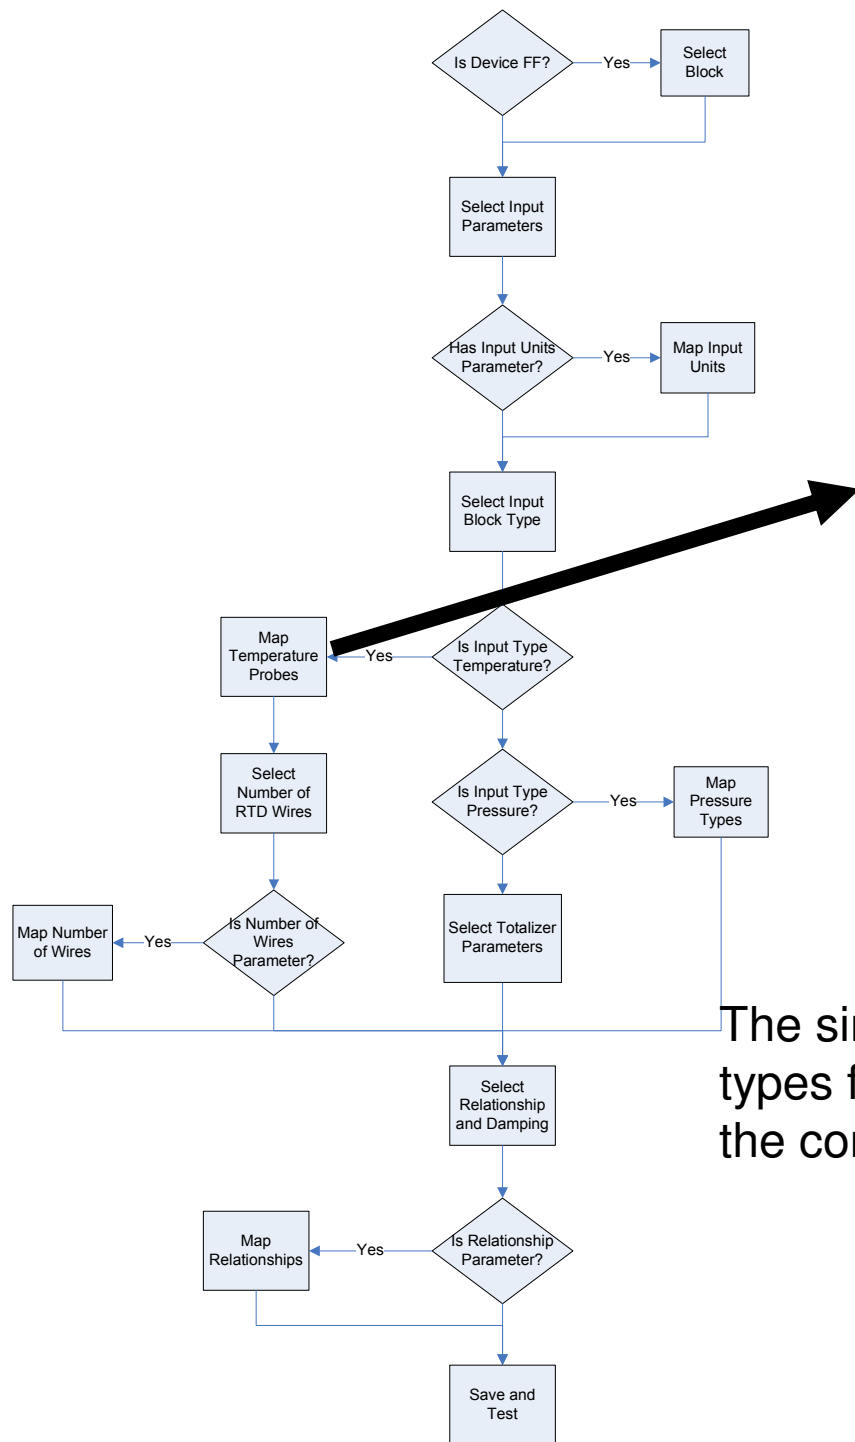 Is Device FF?
Yes
Select
Block
Select Input
Parameters
Has Input Units
Parameter?
Yes
Map Input
Units
Select Input
Block Type
Map
Temperature
Probes
Yes
Is Input Type
Temperature?
Select
Number of
RTD Wires
Is Input Type
Pressure?
Yes
Map
Pressure
Types
Map Number
of Wires
Yes
Is Number of
Wires
Parameter?
Select Totalizer
Parameters
The
types
the
Select
Relationship
and Damping
Map
Relationships
Yes
Is Relationship
Parameter?
Save and
Test